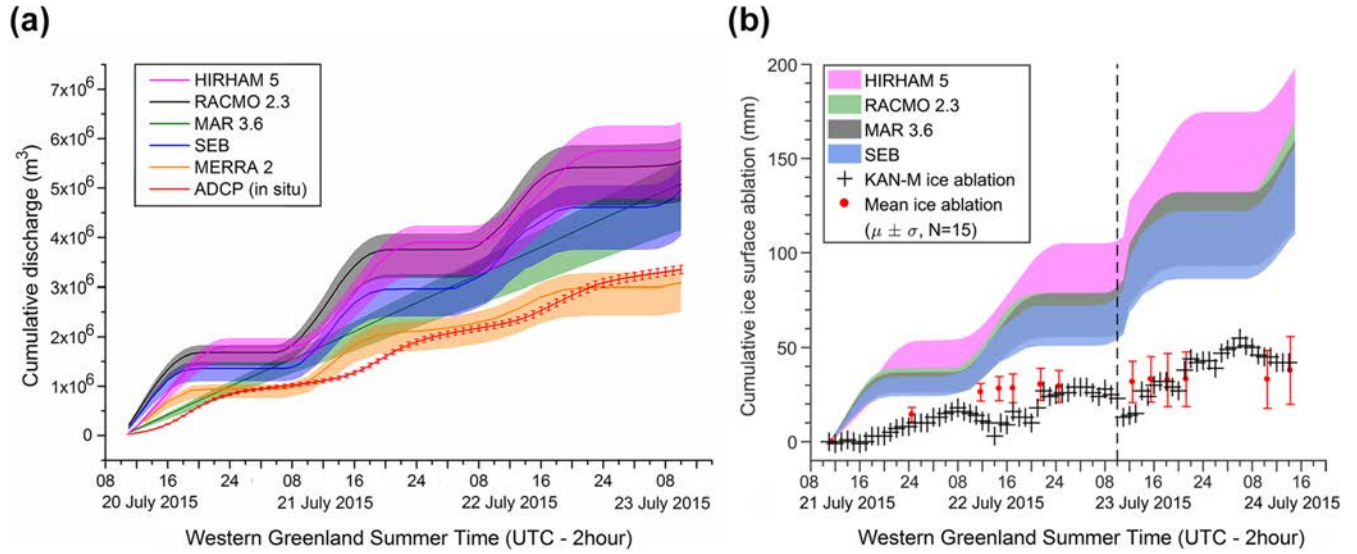 (a)
HIRHAM 5
RACMO 2.3
MAR 3.6
SEB
MERRA 2
ADCP (in situ)
7x10⁶
6x10⁶
5x10⁶
4x10⁶
3x10⁶
2x10⁶
1x10⁶
0
Cumulative discharge (m³)
08 16 24 08 16 24 08 16 24 08
20 July 2015 21 July 2015 22 July 2015 23 July 2015
Western Greenland Summer Time (UTC - 2hour)
(b)
HIRHAM 5
RACMO 2.3
MAR 3.6
SEB
KAN-M ice ablation
Mean ice ablation
(μ ± σ, N=15)
200
150
100
50
0
Cumulative ice surface ablation (mm)
08 16 24 08 16 24 08 16 24 08 16
21 July 2015 22 July 2015 23 July 2015 24 July 2015
Western Greenland Summer Time (UTC - 2hour)